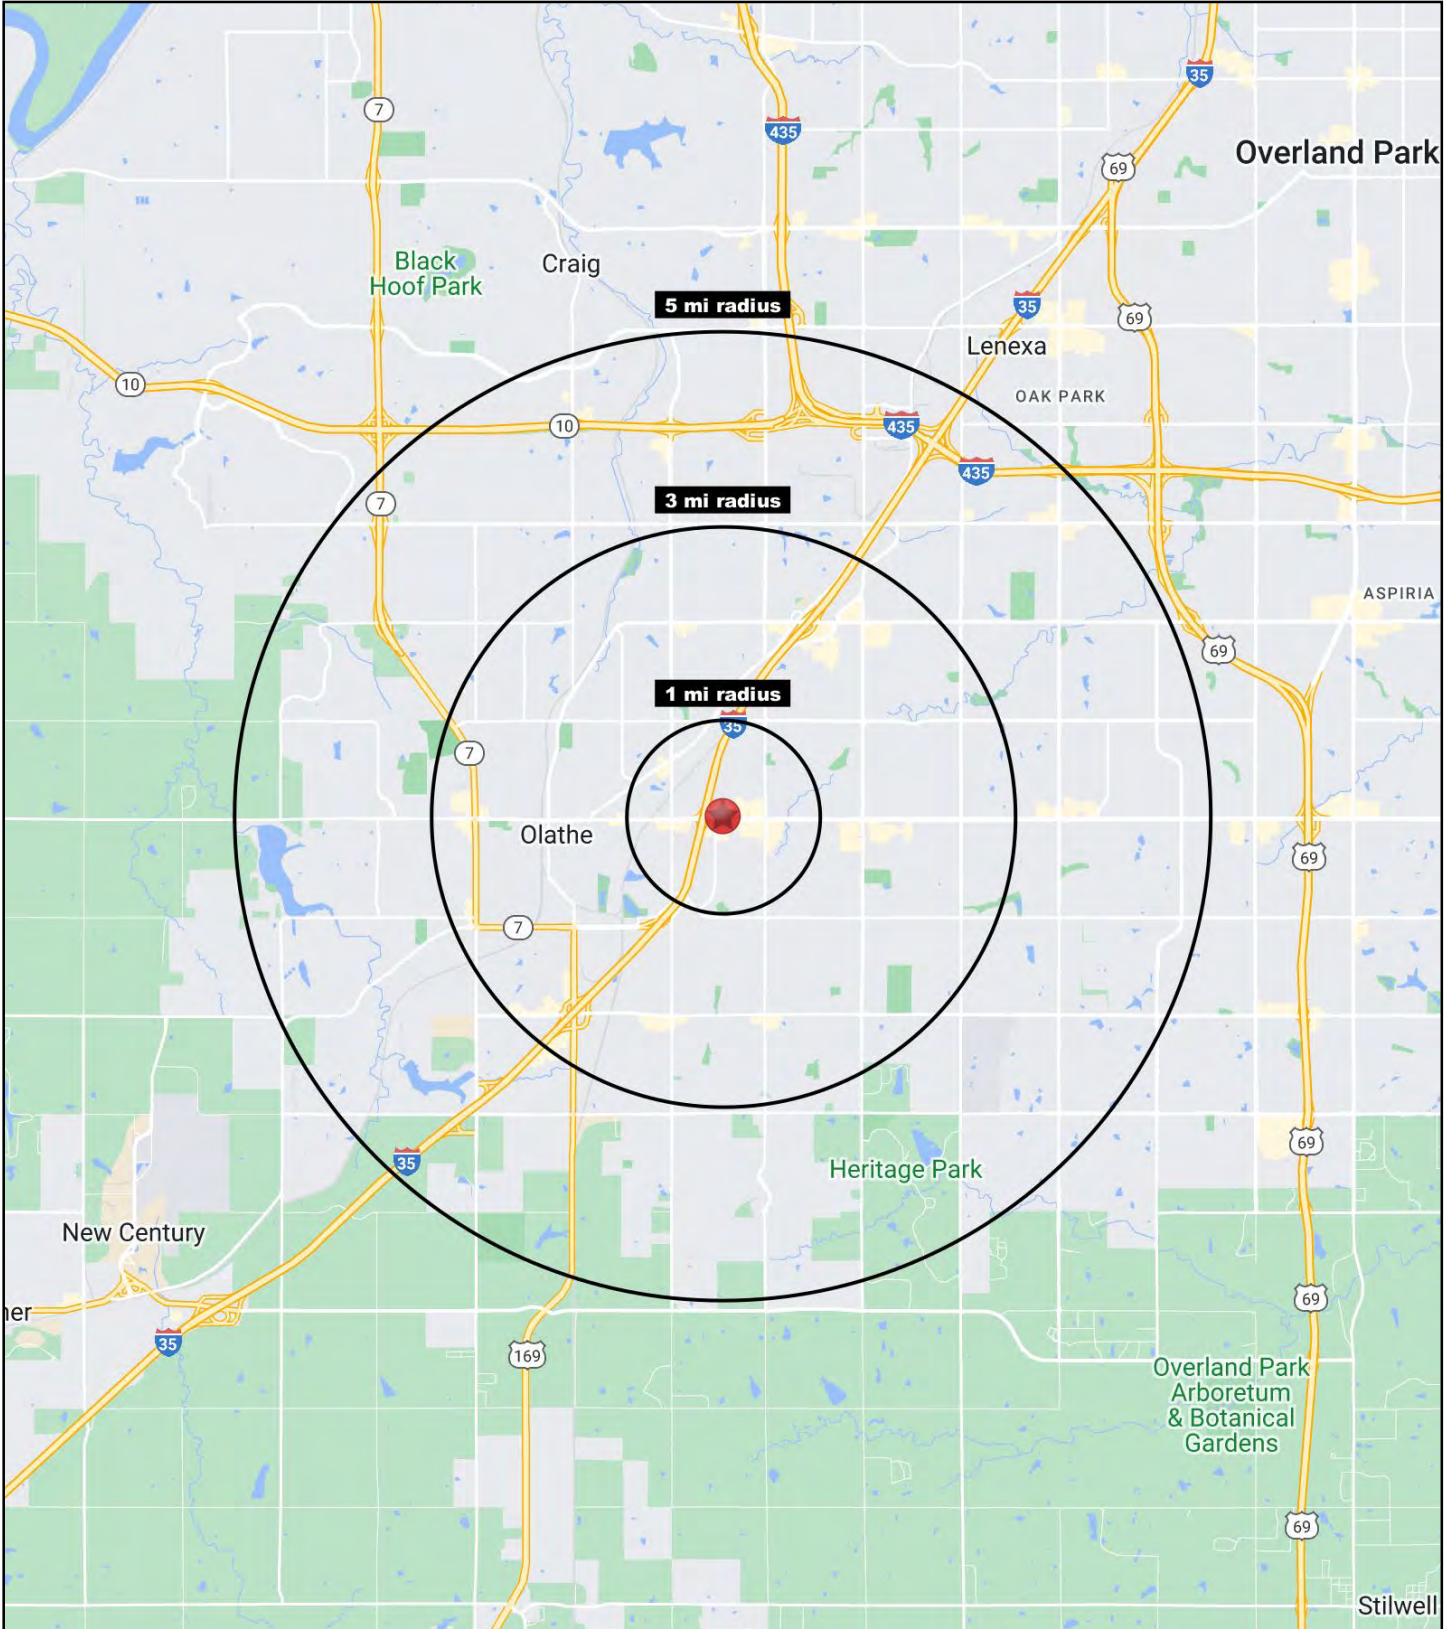 35
7
435
Overland Park
69
Black
Hoof Park
Craig
5 mi radius
35
69
Lenexa
10
OAK PARK
10
435
435
3 mi radius
7
ASPIRIA
69
1 mi radius
35
7
Olathe
69
7
69
35
Heritage Park
New Century
69
ner
35
169
Overland Park
Arboretum
& Botanical
Gardens
69
Stilwell